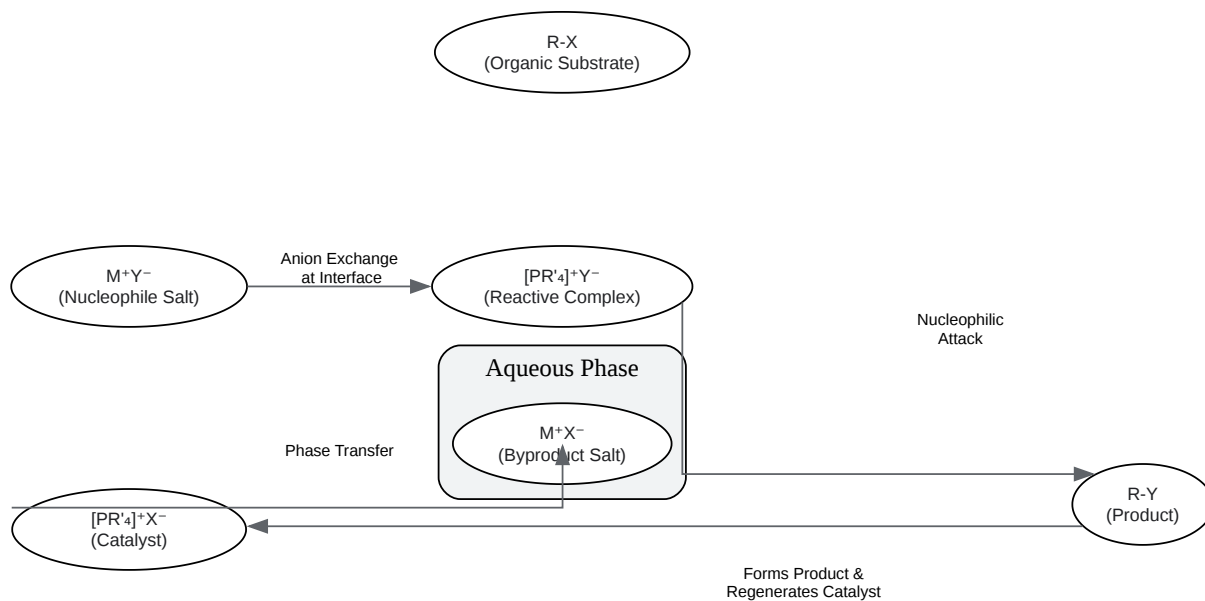 R-X
(Organic Substrate)
M⁺Y⁻
(Nucleophile Salt)
Anion Exchange
at Interface
[PR'₄]⁺Y⁻
(Reactive Complex)
Nucleophilic
Attack
Aqueous Phase
M⁺X⁻
(Byproduct Salt)
Phase Transfer
[PR'₄]⁺X⁻
(Catalyst)
R-Y
(Product)
Forms Product &
Regenerates Catalyst